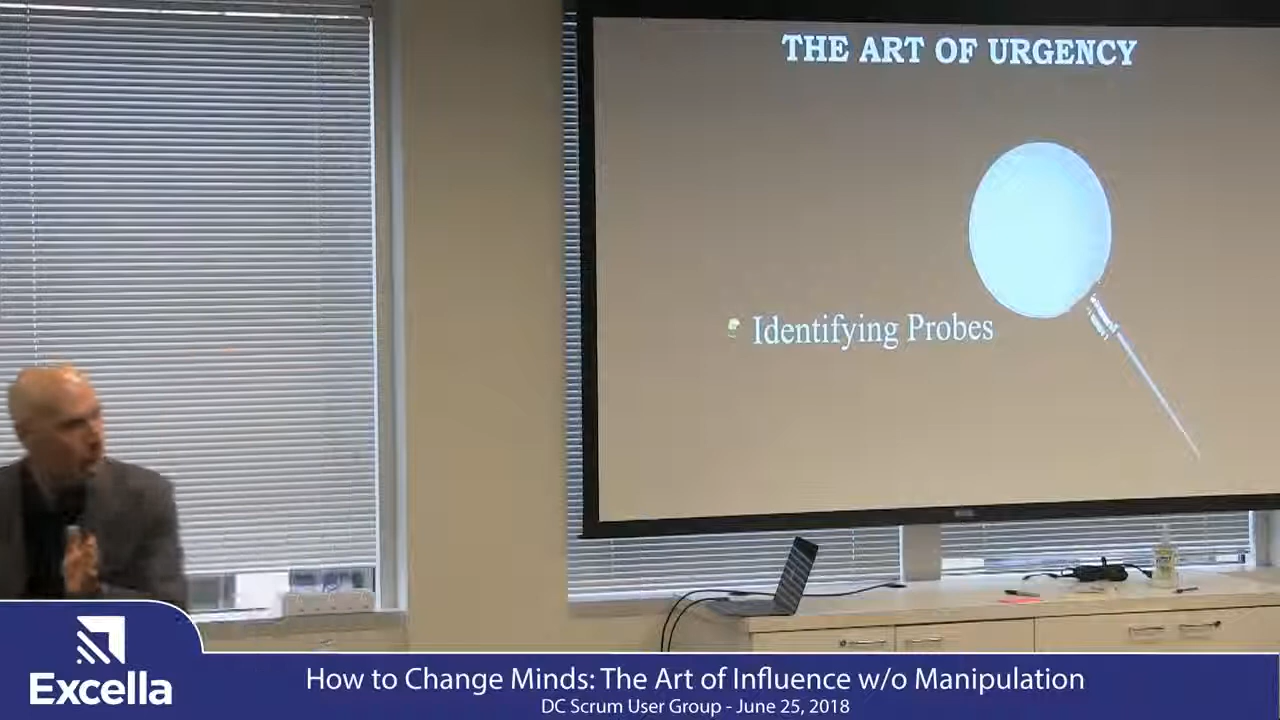 THE ART OF URGENCY
Identifying Probes
Excella
How to Change Minds: The Art of Influence w/o Manipulation
DC Scrum User Group - June 25, 2018